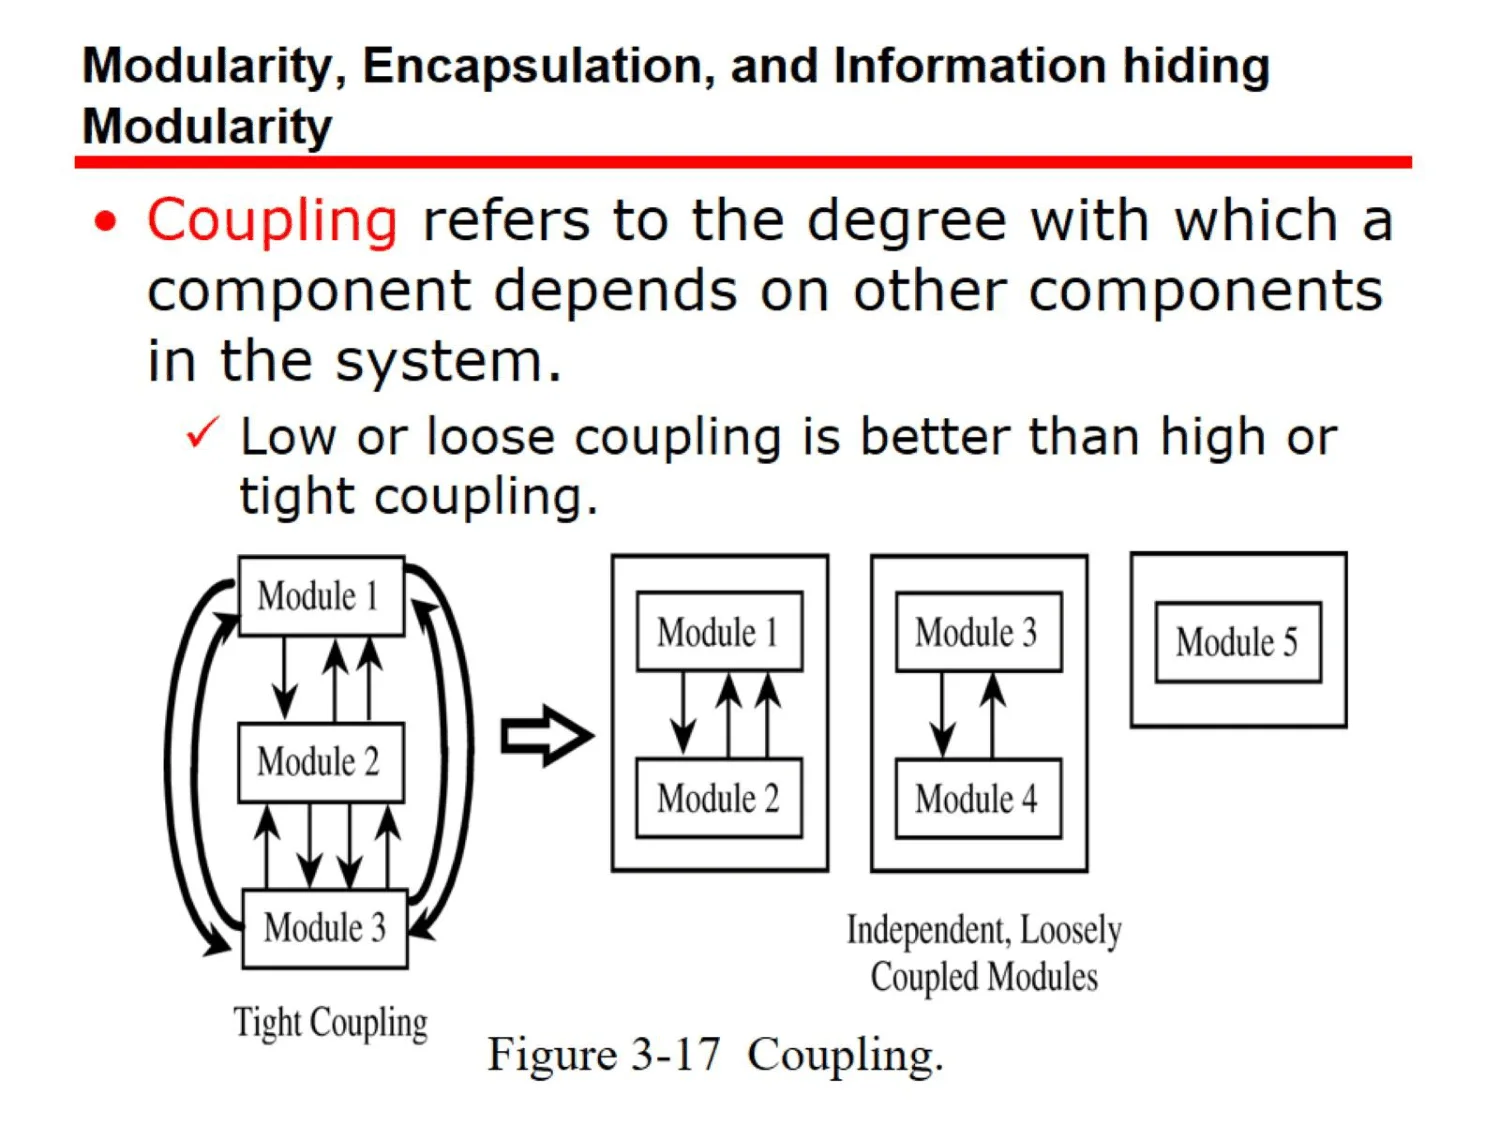 Modularity, Encapsulation, and Information hiding
Modularity
• Coupling refers to the degree with which a
component depends on other components
in the system.
✓ Low or loose coupling is better than high or
tight coupling.
Module 1
Module 2
Module 3
Tight Coupling
Module 1
Module 2
Module 3
Module 4
Module 5
Independent, Loosely
Coupled Modules
Figure 3-17 Coupling.